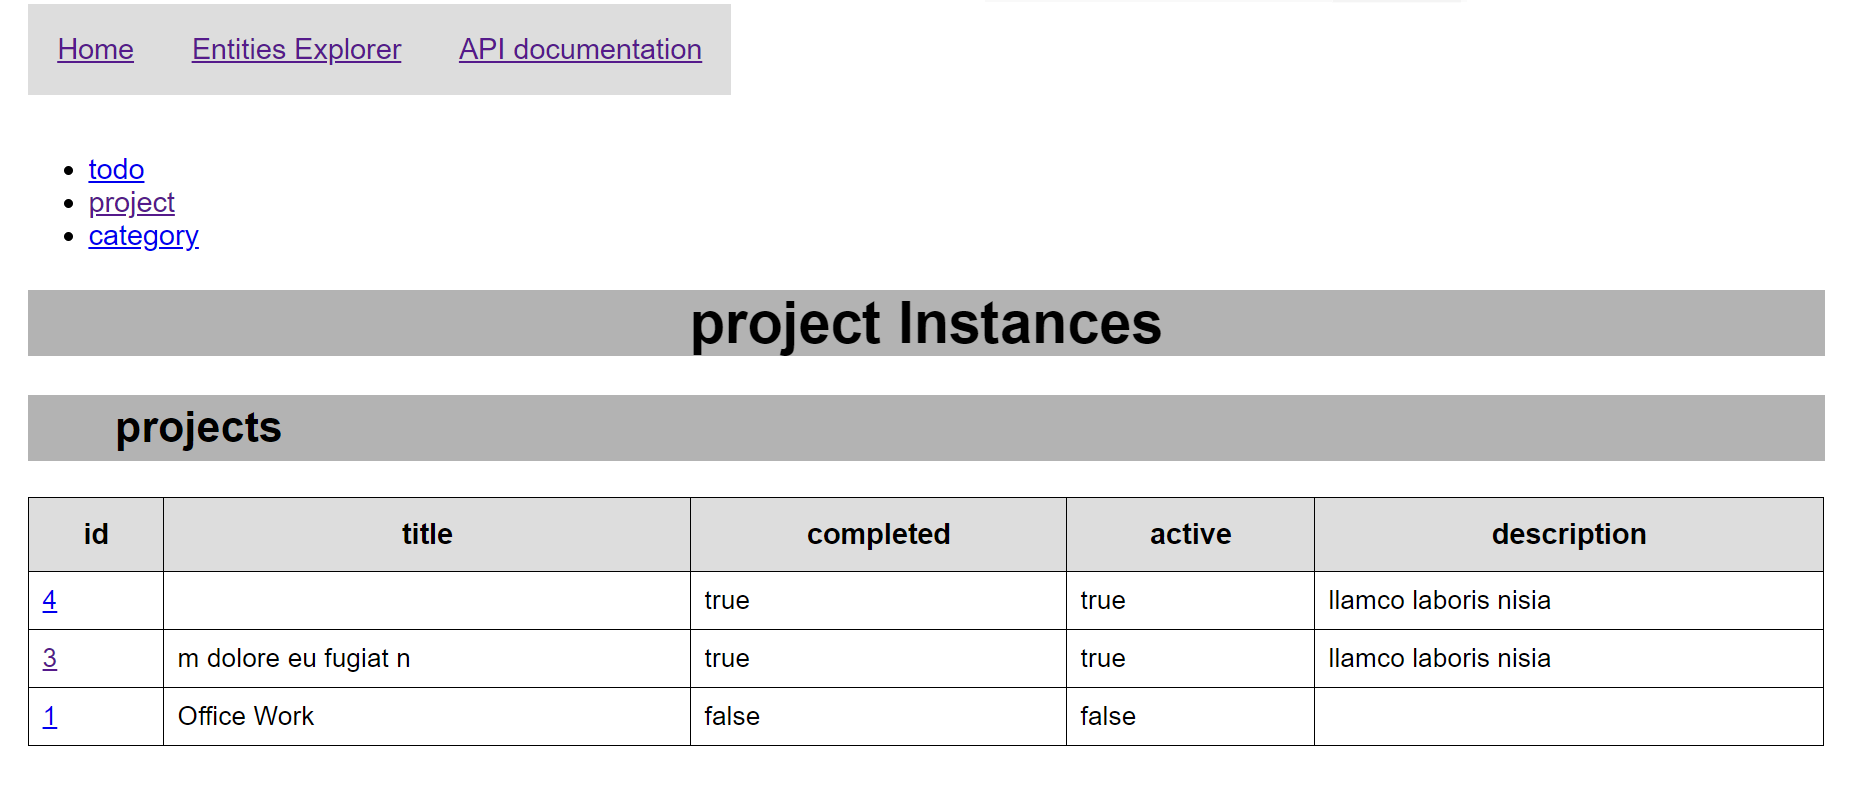 Home Entities Explorer API documentation
todo
project
category
project Instances
projects
id title completed active description
4 true true llamco laboris nisia
3 m dolore eu fugiat n true true llamco laboris nisia
1 Office Work false false